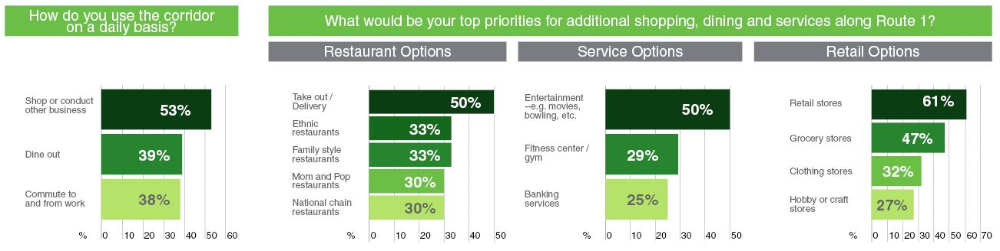 How do you use the corridor
on a daily basis?
What would be your top priorities for additional shopping, dining and services along Route 1?
Restaurant Options
Service Options
Retail Options
Shop or conduct
other business
53%
Dine out
39%
Commute to
and from work
38%
% 0 10 20 30 40 50 60
Take out /
Delivery
50%
Ethnic
restaurants
33%
Family style
restaurants
33%
Mom and Pop
restaurants
30%
National chain
restaurants
30%
% 0 10 20 30 40 50
Entertainment
--e.g. movies,
bowling, etc.
50%
Fitness center /
gym
29%
Banking
services
25%
% 0 10 20 30 40 50
Retail stores
61%
Grocery stores
47%
Clothing stores
32%
Hobby or craft
stores
27%
% 0 10 20 30 40 50 60 70